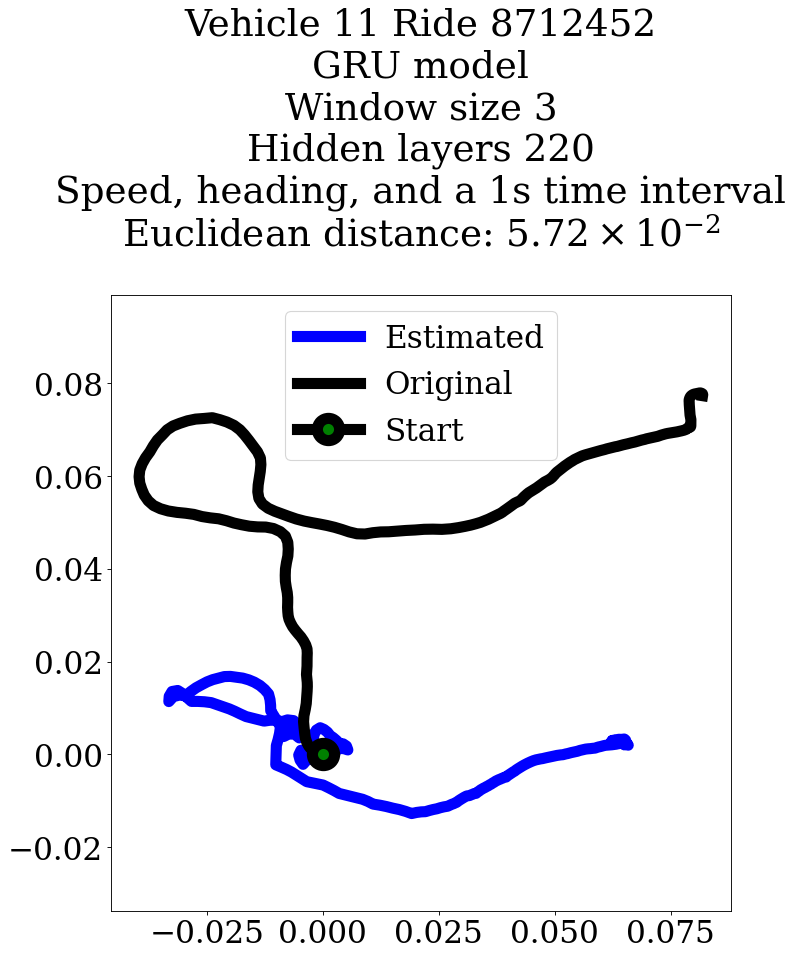 Vehicle 11 Ride 8712452
GRU model
Window size 3
Hidden layers 220
Speed, heading, and a 1s time interval
Euclidean distance: 5.72 × 10⁻²
Estimated
Original
Start
0.08
0.06
0.04
0.02
0.00
−0.02
−0.025 0.000 0.025 0.050 0.075